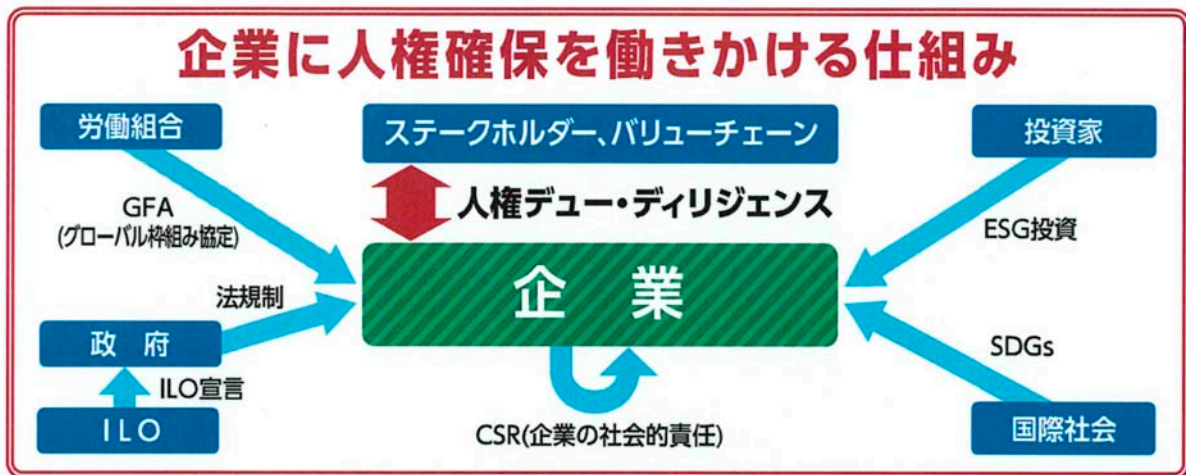 企業に人権確保を働きかける仕組み
労働組合
ステークホルダー、バリューチェーン
投資家
GFA
(グローバル枠組み協定)
人権デュー・ディリジェンス
ESG投資
企 業
法規制
政 府
SDGs
ILO宣言
ILO
CSR(企業の社会的責任)
国際社会